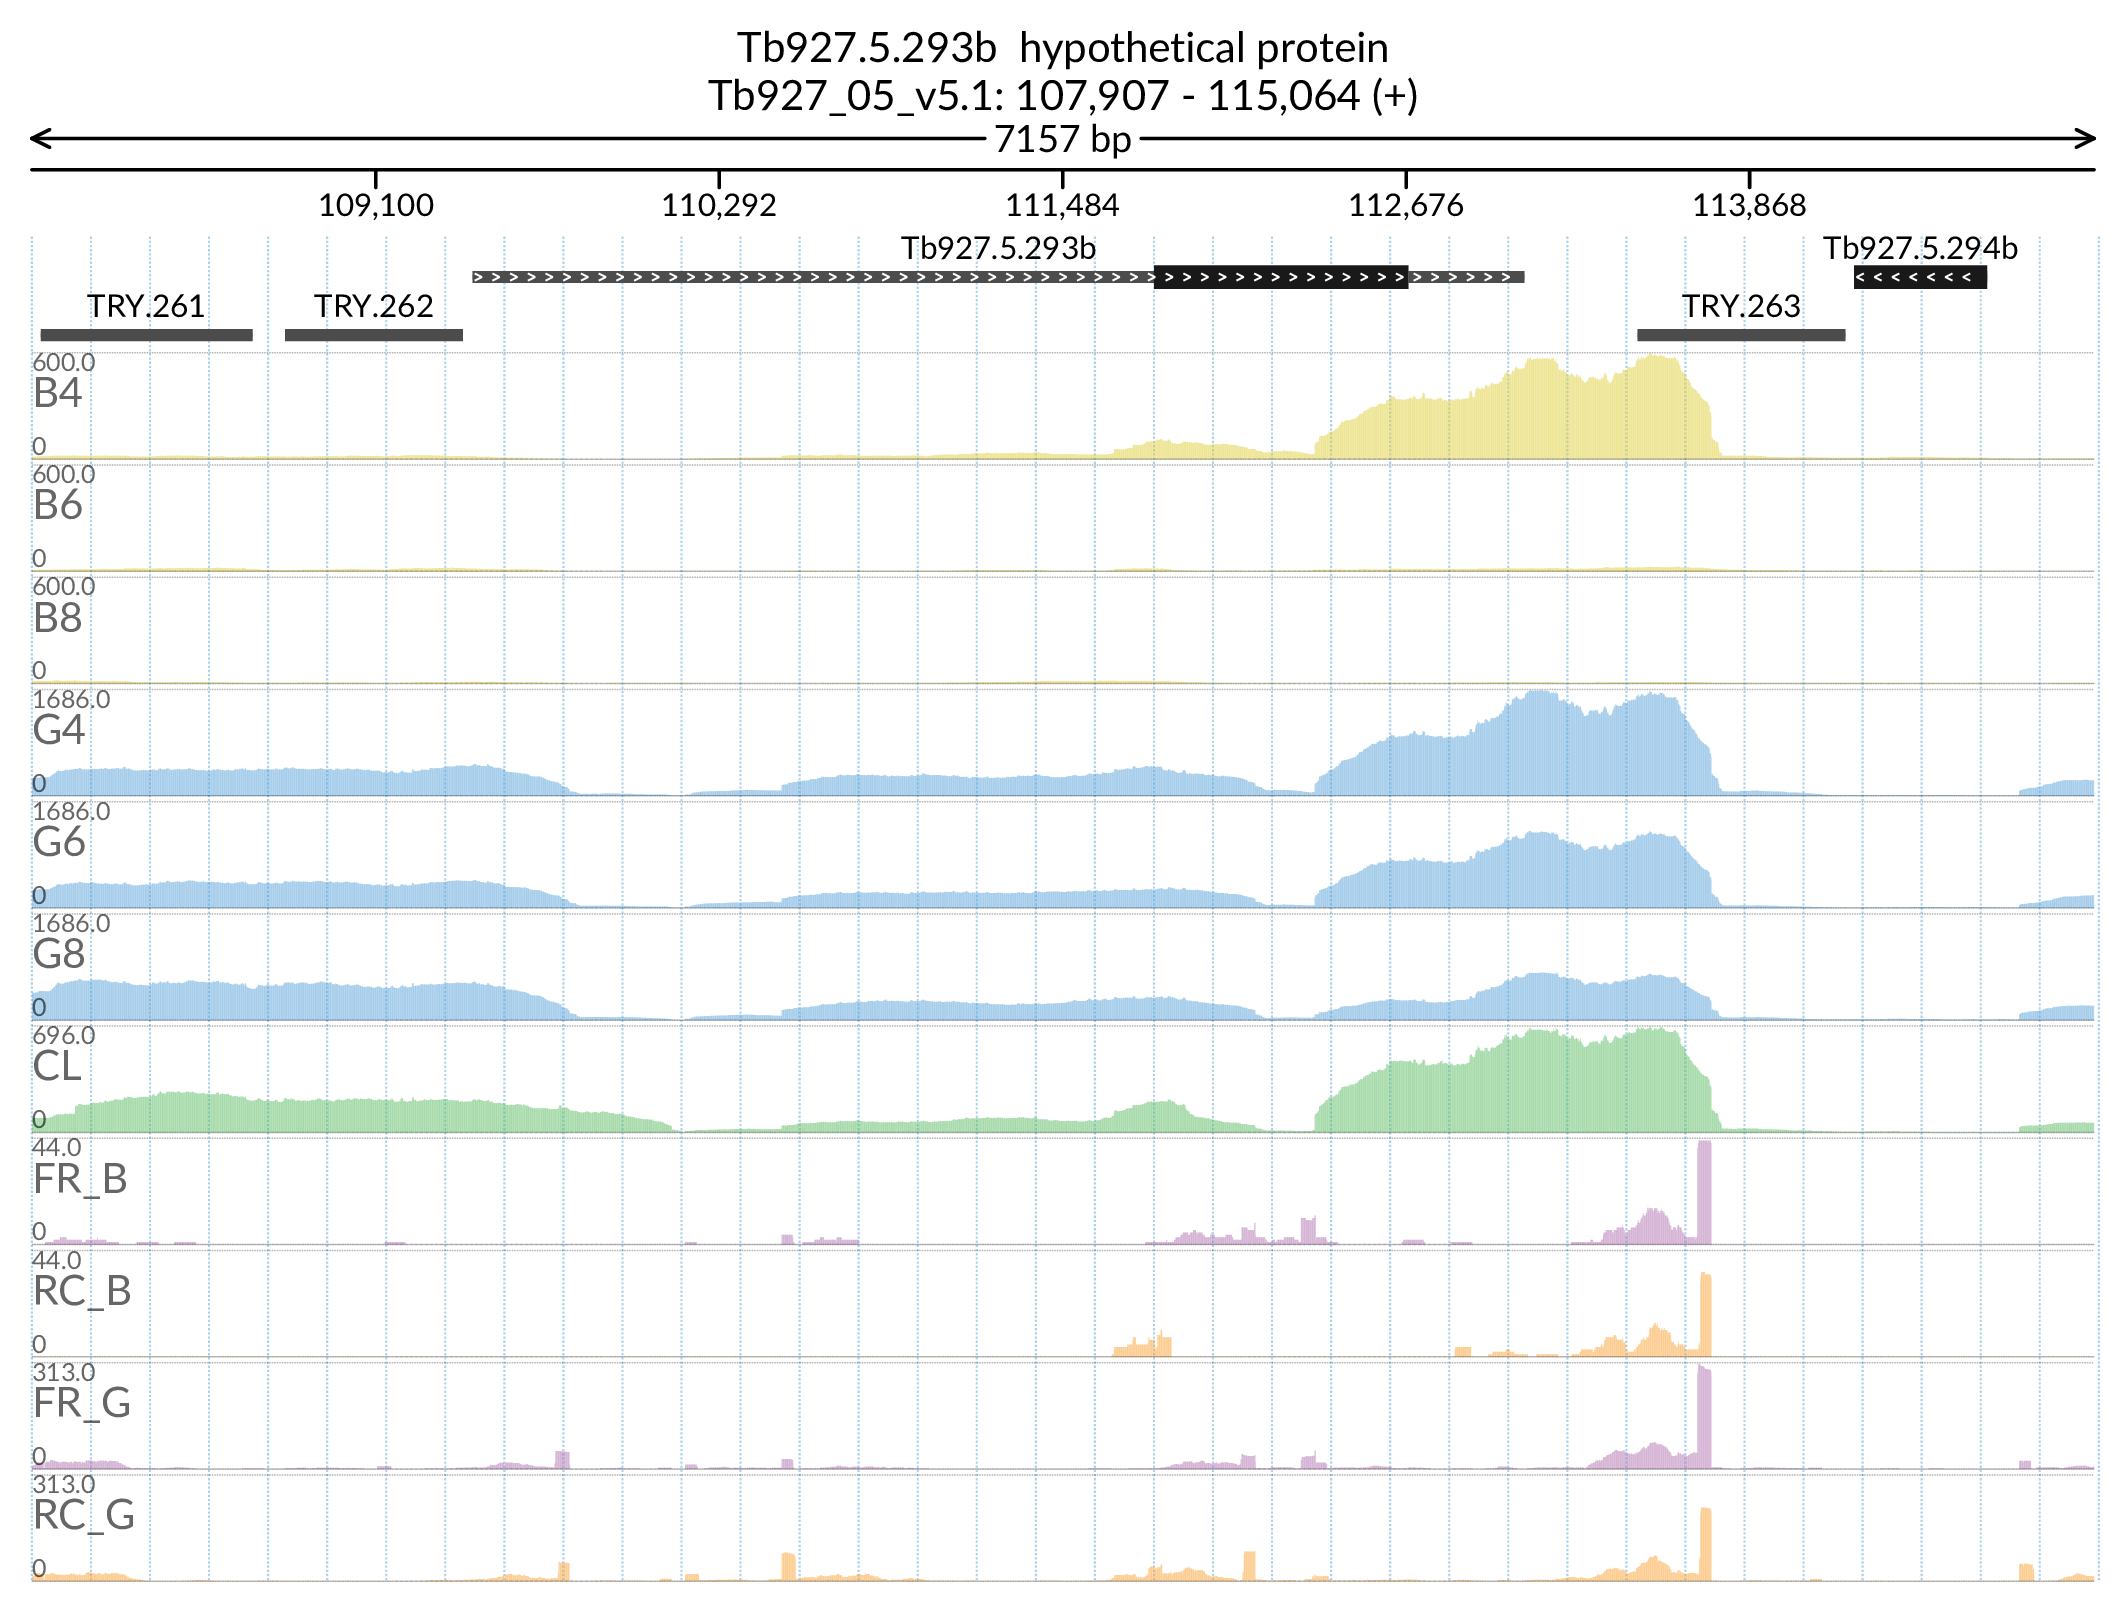 Tb927.5.293b hypothetical protein
Tb927_05_v5.1: 107,907 - 115,064 (+)
7157 bp
109,100 110,292 111,484 112,676 113,868
Tb927.5.293b Tb927.5.294b
TRY.261 TRY.262 TRY.263
600.0
B4
0
600.0
B6
0
600.0
B8
0
1686.0
G4
0
1686.0
G6
0
1686.0
G8
0
696.0
CL
0
44.0
FR_B
0
44.0
RC_B
0
313.0
FR_G
0
313.0
RC_G
0